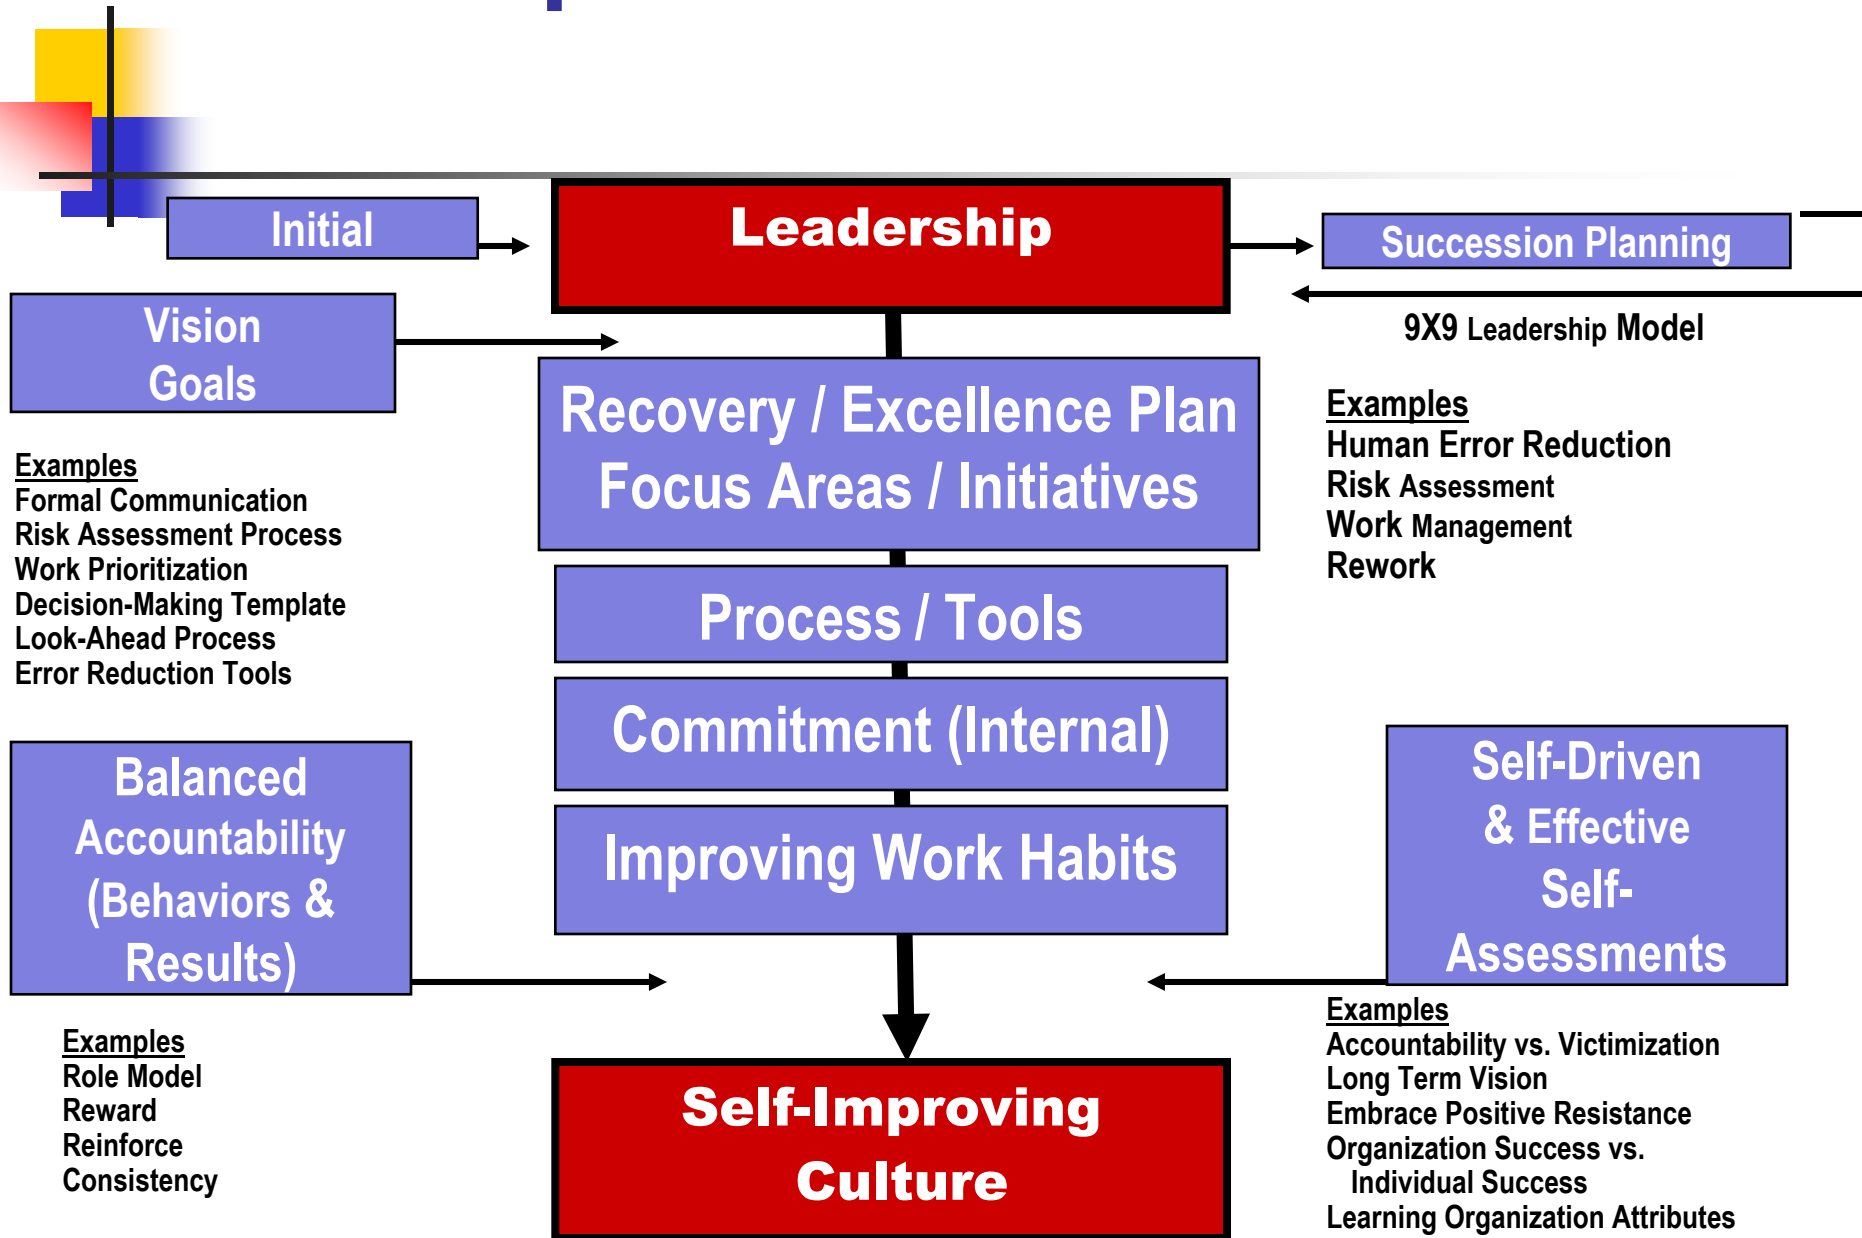 Initial
Leadership
Succession Planning
9X9 Leadership Model
Vision
Goals
Recovery / Excellence Plan
Focus Areas / Initiatives
Examples
Human Error Reduction
Risk Assessment
Work Management
Rework
Examples
Formal Communication
Risk Assessment Process
Work Prioritization
Decision-Making Template
Look-Ahead Process
Error Reduction Tools
Process / Tools
Commitment (Internal)
Improving Work Habits
Balanced
Accountability
(Behaviors &
Results)
Self-Driven
& Effective
Self-
Assessments
Examples
Role Model
Reward
Reinforce
Consistency
Self-Improving
Culture
Examples
Accountability vs. Victimization
Long Term Vision
Embrace Positive Resistance
Organization Success vs.
Individual Success
Learning Organization Attributes